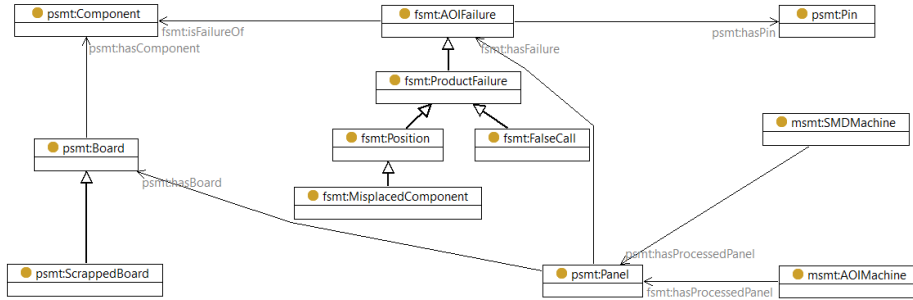 psmt:Component
fsmt:AOIFailure
psmt:Pin
fsmt:isFailureOf
psmt:hasPin
psmt:hasComponent
fsmt:hasFailure
fsmt:ProductFailure
msmt:SMDMachine
fsmt:Position
fsmt:FalseCall
psmt:Board
psmt:hasBoard
fsmt:MisplacedComponent
psmt:hasProcessedPanel
psmt:ScrappedBoard
psmt:Panel
msmt:AOIMachine
fsmt:hasProcessedPanel